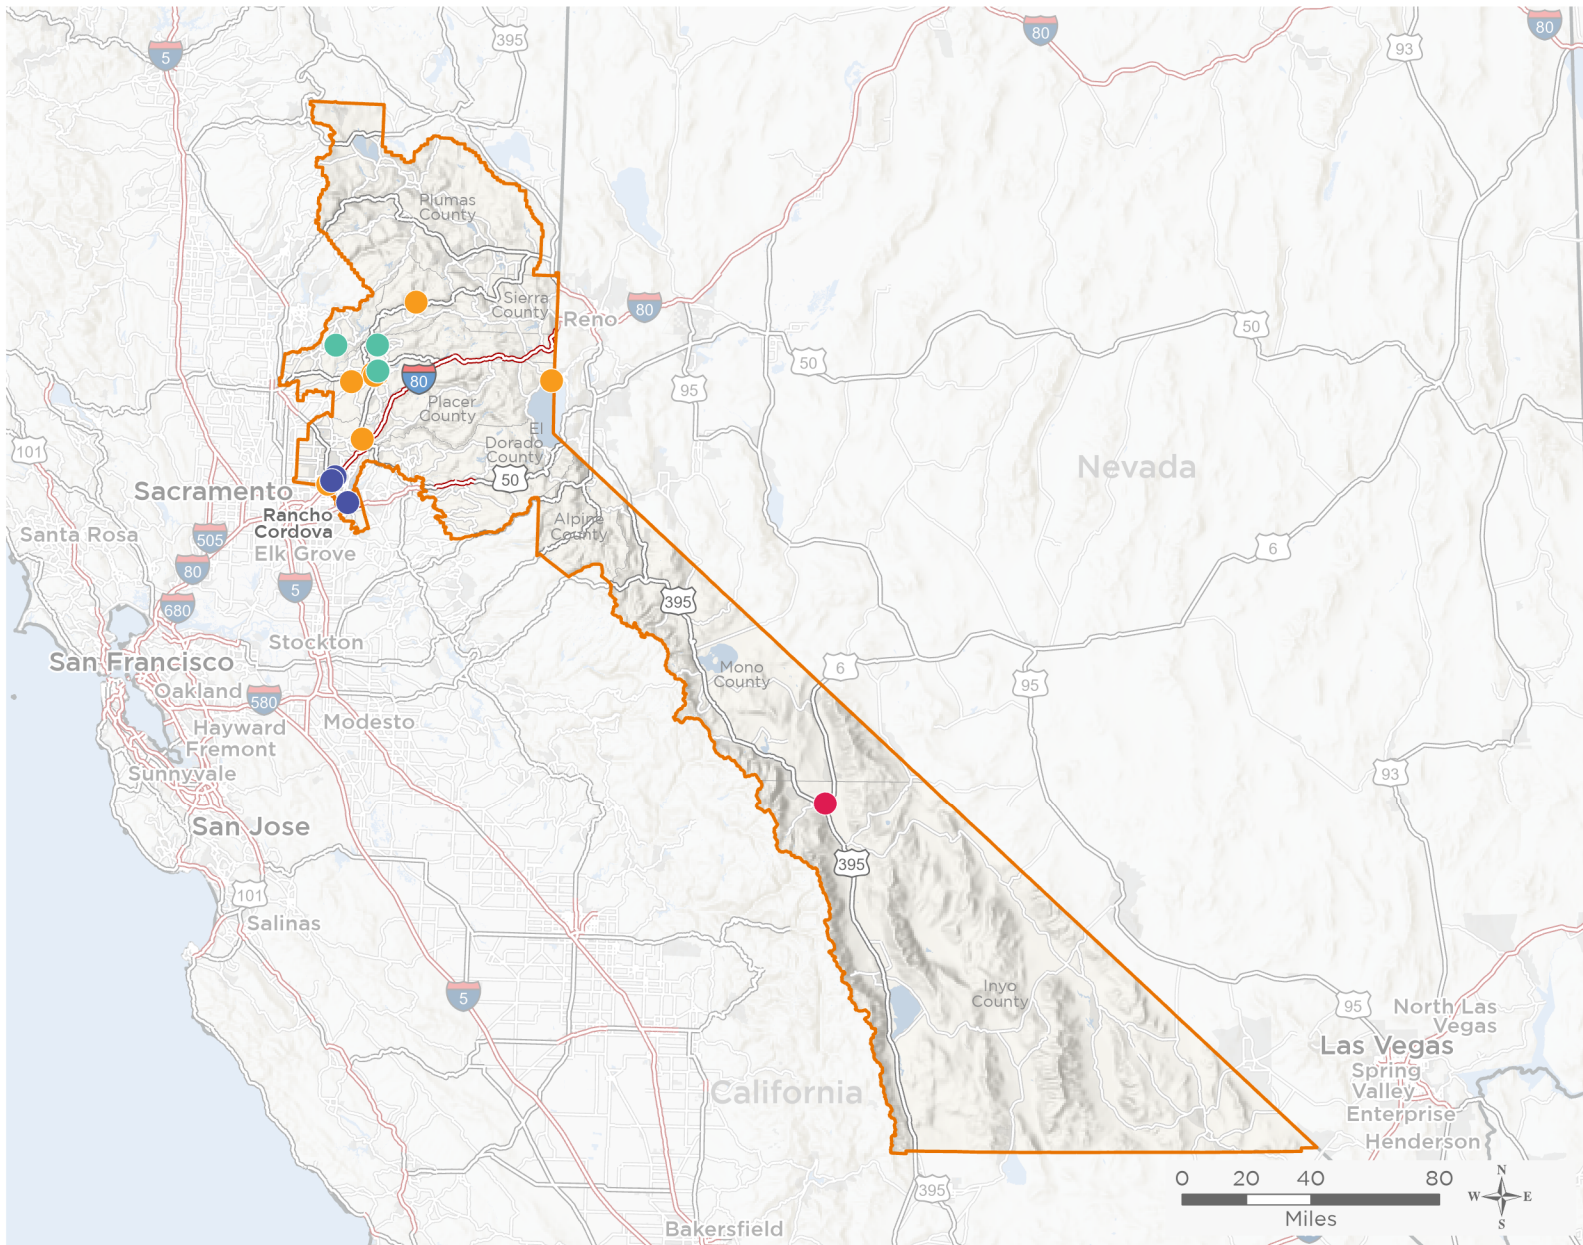 5
395
80
93
80
Plumas
County
Sierra
County
Reno
80
50
50
80
95
Placer
County
El
Dorado
County
101
Nevada
50
Sacramento
Rancho
Cordova
Alpine
County
Santa Rosa
505
Elk Grove
6
80
5
395
680
Stockton
San Francisco
Mono
County
6
95
Oakland
580
Hayward
Fremont
Modesto
Sunnyvale
93
San Jose
395
101
Salinas
5
Inyo
County
95
North Las
Vegas
Las Vegas
Spring
Valley
Enterprise
Henderson
California
395
Bakersfield
0 20 40 80
Miles
N
W E
S